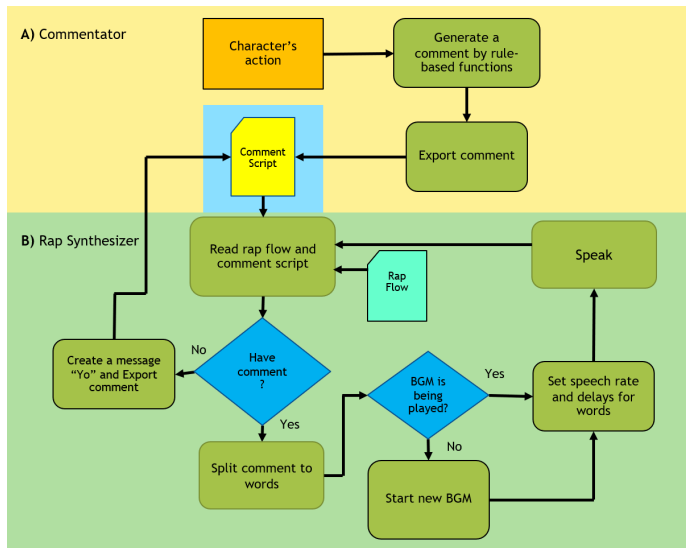 A) Commentator
Character's
action
Generate a
comment by rule-
based functions
Comment
Script
Export comment
B) Rap Synthesizer
Read rap flow and
comment script
Rap
Flow
Speak
Create a message
“Yo” and Export
comment
No
Have
comment
?
Yes
BGM is
being
played?
Yes
Set speech rate
and delays for
words
Split comment to
words
No
Start new BGM